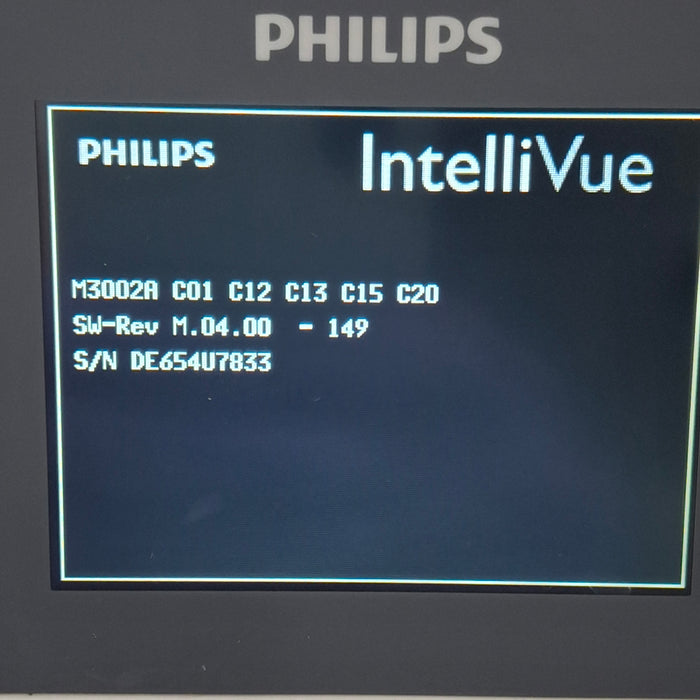 PHILIPS
PHILIPS IntelliVue
M3002A C01 C12 C13 C15 C20
SW-Rev M.04.00 - 149
S/N DE654U7833